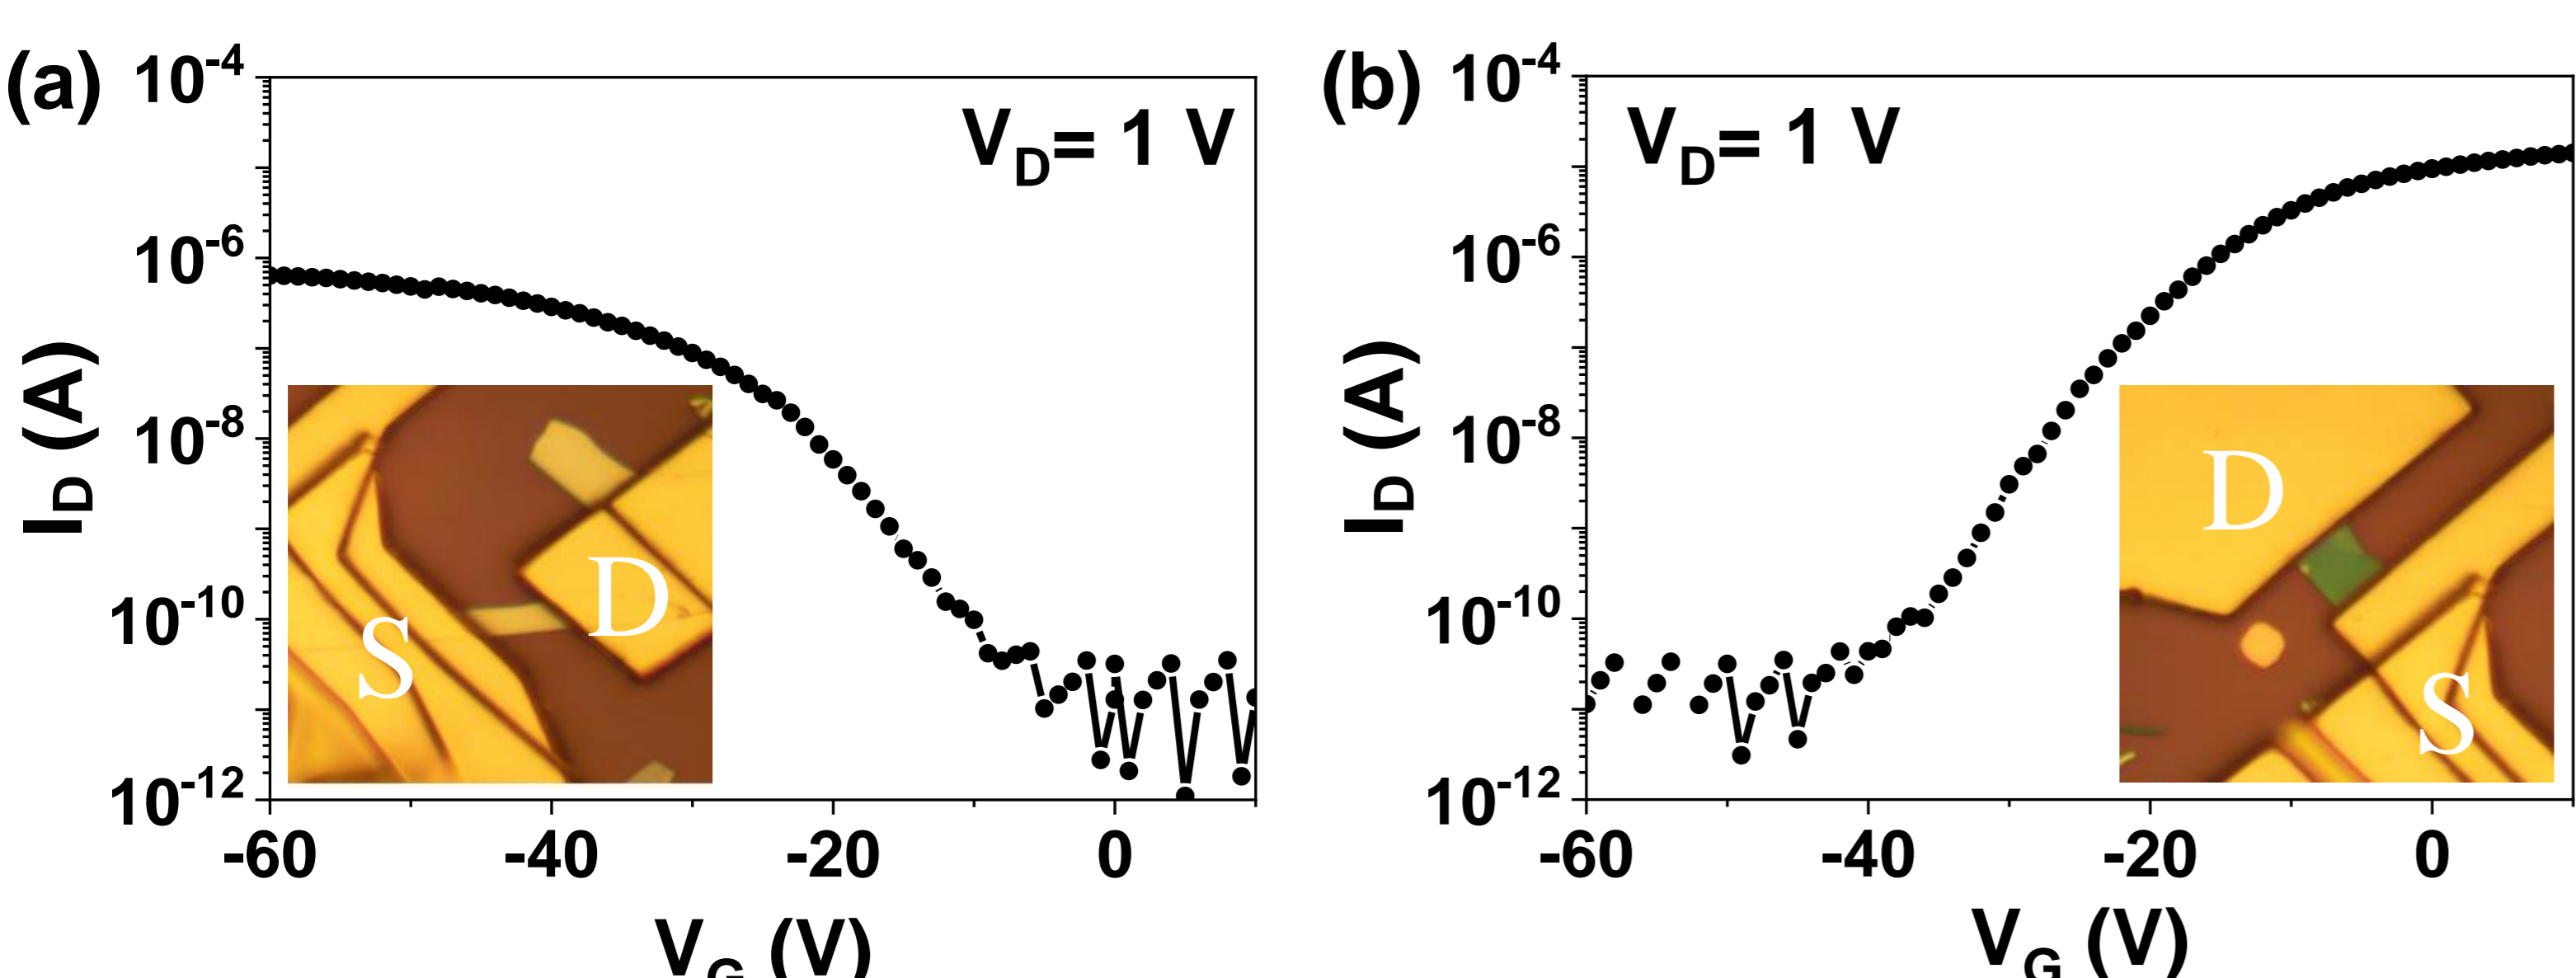 (a)
V_D= 1 V
10^-4
10^-6
10^-8
10^-10
10^-12
I_D (A)
S
D
-60 -40 -20 0
V_G (V)
(b)
V_D= 1 V
10^-4
10^-6
10^-8
10^-10
10^-12
I_D (A)
D
S
-60 -40 -20 0
V_G (V)